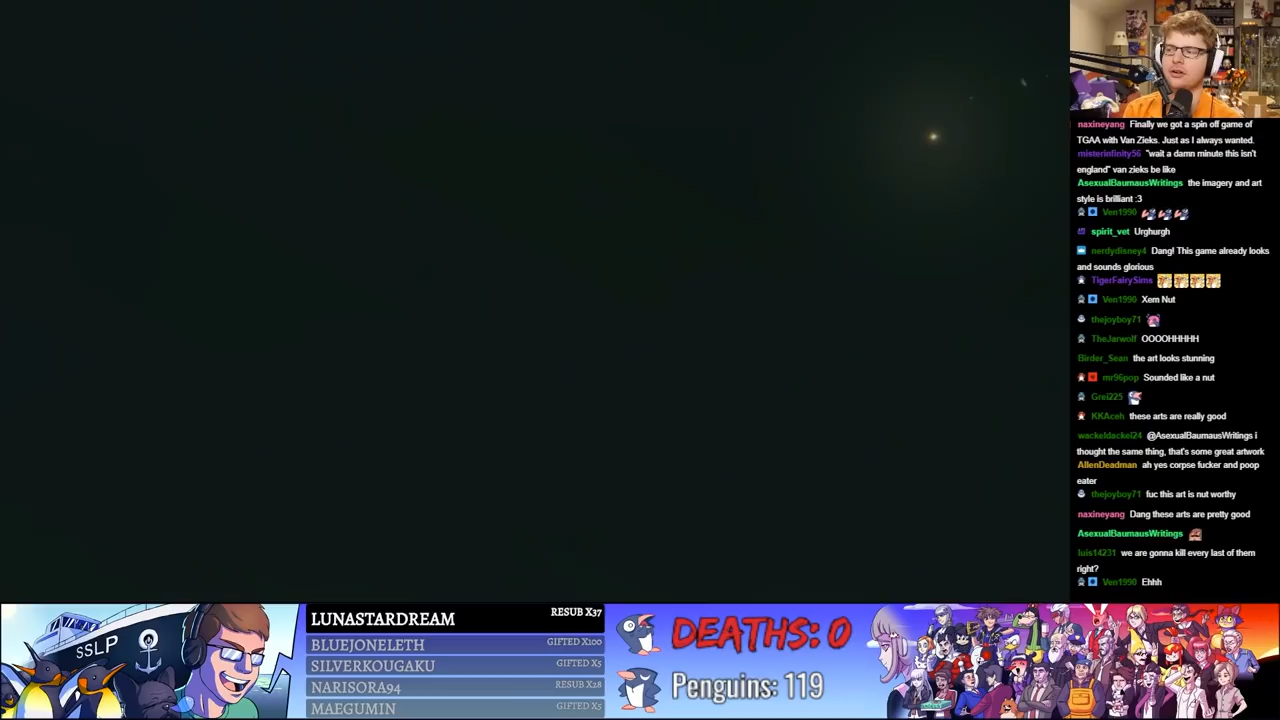 naxineyang Finally we got a spin off game of
TGAA with Van Zieks. Just as I always wanted.
misterinfinity56 "wait a damn minute this isn't
england" van zieks be like
AsexualBaumausWritings the imagery and art
style is brilliant :3
Ven1990
spirit_vet Urghurgh
nerdydisney4 Dang! This game already looks
and sounds glorious
TigerFairySims
Ven1990 Xem Nut
thejoyboy71
TheJarwolf OOOOHHHHH
Birder_Sean the art looks stunning
mr96pop Sounded like a nut
Grei225
KKAceh these arts are really good
wackeldackel24 @AsexualBaumausWritings i
thought the same thing, that's some great artwork
AllenDeadman ah yes corpse fucker and poop
eater
thejoyboy71 fuc this art is nut worthy
naxineyang Dang these arts are pretty good
AsexualBaumausWritings
luis14231 we are gonna kill every last of them
right?
Ven1990 Ehhh
SSLP
LUNASTARDREAM RESUB X37
BLUEJONELETH GIFTED X100
SILVERKOUGAKU GIFTED X5
NARISORA94 RESUB X28
MAEGUMIN GIFTED X5
DEATHS: 0
Penguins: 119